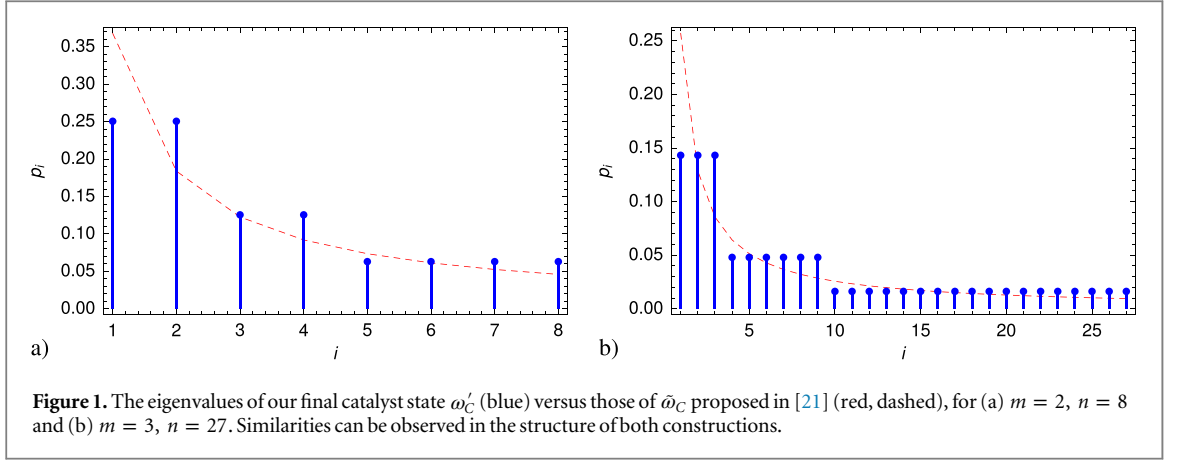 0.35
0.30
0.25
0.20
0.15
0.10
0.05
0.00
p_i
1 2 3 4 5 6 7 8
i
a)
0.25
0.20
0.15
0.10
0.05
0.00
p_i
5 10 15 20 25
i
b)
Figure 1. The eigenvalues of our final catalyst state ω′_C (blue) versus those of ω̃_C proposed in [21] (red, dashed), for (a) m = 2, n = 8
and (b) m = 3, n = 27. Similarities can be observed in the structure of both constructions.